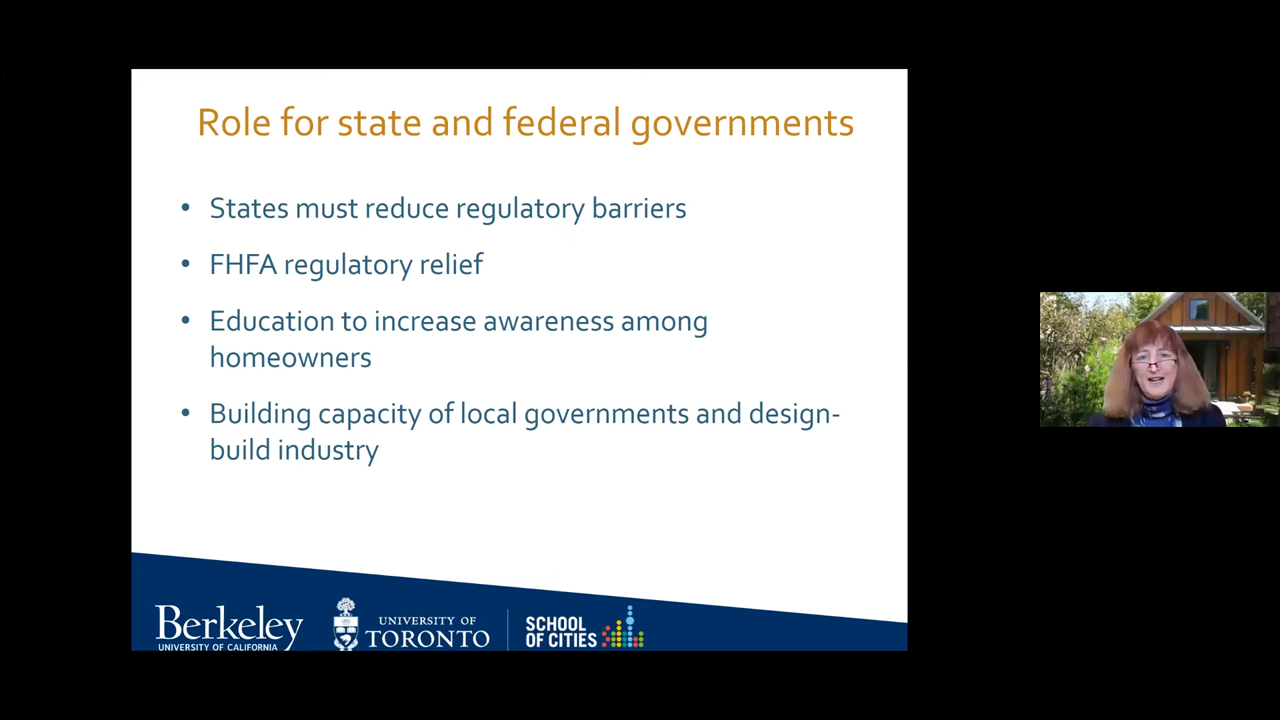 Role for state and federal governments
• States must reduce regulatory barriers
• FHFA regulatory relief
• Education to increase awareness among
homeowners
• Building capacity of local governments and design-
build industry
Berkeley
UNIVERSITY OF CALIFORNIA
UNIVERSITY OF
TORONTO
SCHOOL
OF CITIES